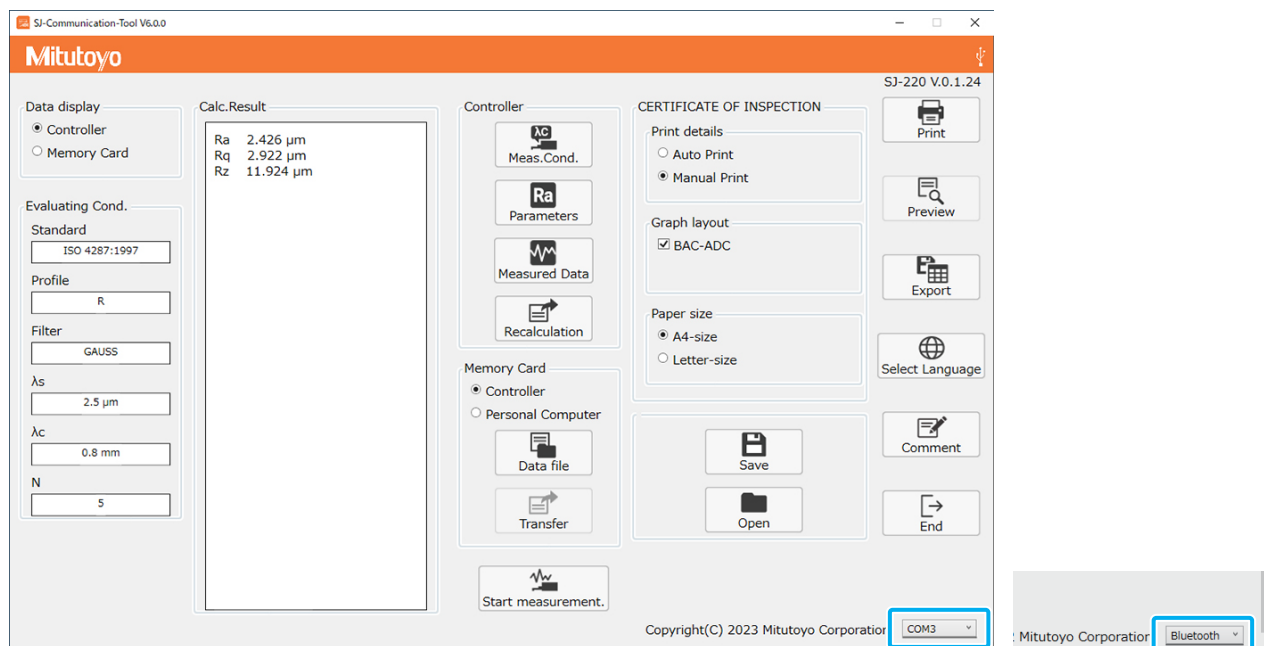 SJ-Communication-Tool V6.0.0
Mitutoyo
SJ-220 V.0.1.24
Data display
Controller
Memory Card
Evaluating Cond.
Standard
ISO 4287:1997
Profile
R
Filter
GAUSS
λs
2.5 μm
λc
0.8 mm
N
5
Calc.Result
Ra 2.426 μm
Rq 2.922 μm
Rz 11.924 μm
Controller
λC
Meas.Cond.
Ra
Parameters
Measured Data
Recalculation
Memory Card
Controller
Personal Computer
Data file
Transfer
Start measurement.
CERTIFICATE OF INSPECTION
Print details
Auto Print
Manual Print
Graph layout
BAC-ADC
Paper size
A4-size
Letter-size
Save
Open
Print
Preview
Export
Select Language
Comment
End
Copyright(C) 2023 Mitutoyo Corporation COM3
Mitutoyo Corporation Bluetooth